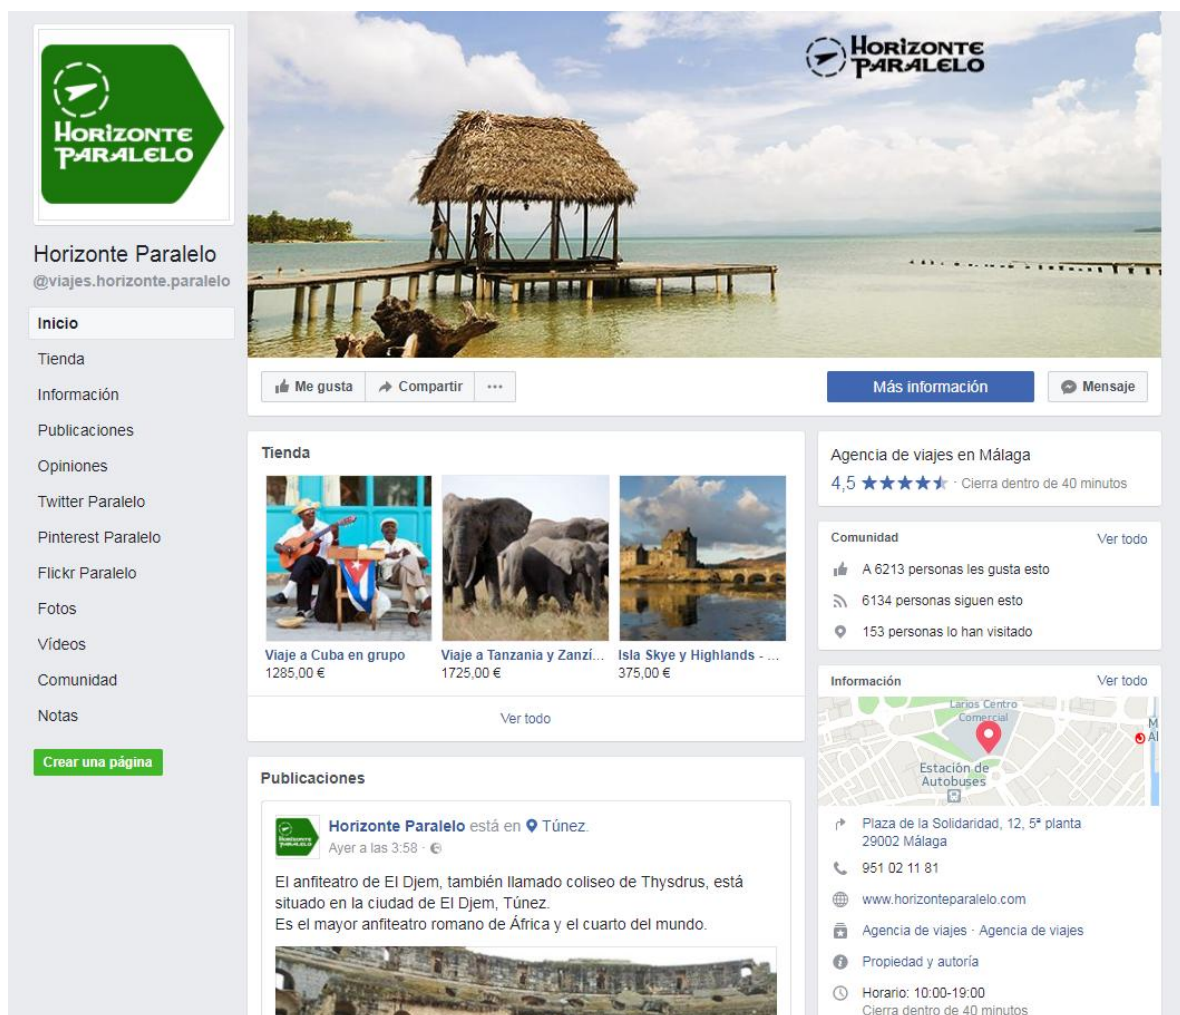 HORIZONTE
PARALELO
HORIZONTE
PARALELO
Horizonte Paralelo
@viajes.horizonte.paralelo
Inicio
Tienda
Información
Publicaciones
Opiniones
Twitter Paralelo
Pinterest Paralelo
Flickr Paralelo
Fotos
Vídeos
Comunidad
Notas
Crear una página
Me gusta
Compartir
...
Más información
Mensaje
Tienda
Viaje a Cuba en grupo
1285,00 €
Viaje a Tanzania y Zanzí...
1725,00 €
Isla Skye y Highlands - ...
375,00 €
Ver todo
Publicaciones
HORIZONTE
PARALELO
Horizonte Paralelo está en Túnez.
Ayer a las 3:58 ·
El anfiteatro de El Djem, también llamado coliseo de Thysdrus, está
situado en la ciudad de El Djem, Túnez.
Es el mayor anfiteatro romano de África y el cuarto del mundo.
Agencia de viajes en Málaga
4,5 ★★★★★ · Cierra dentro de 40 minutos
Comunidad
Ver todo
A 6213 personas les gusta esto
6134 personas siguen esto
153 personas lo han visitado
Información
Ver todo
Larios Centro
Comercial
M
Al
Estación de
Autobuses
Plaza de la Solidaridad, 12, 5ª planta
29002 Málaga
951 02 11 81
www.horizonteparalelo.com
Agencia de viajes · Agencia de viajes
Propiedad y autoría
Horario: 10:00-19:00
Cierra dentro de 40 minutos